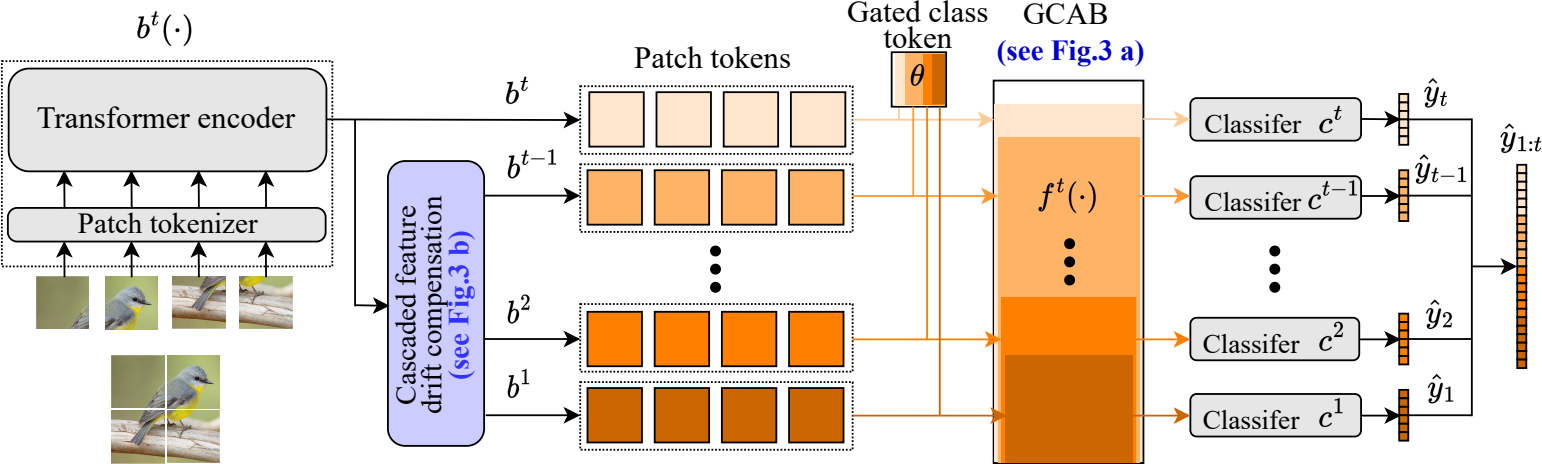 b^t(·)
Transformer encoder
Patch tokenizer
Cascaded feature
drift compensation
(see Fig.3 b)
Patch tokens
b^t
b^{t−1}
b^2
b^1
Gated class
token
θ
GCAB
(see Fig.3 a)
f^t(·)
Classifer c^t
Classifer c^{t−1}
Classifer c^2
Classifer c^1
ŷ_t
ŷ_{t−1}
ŷ_2
ŷ_1
ŷ_{1:t}